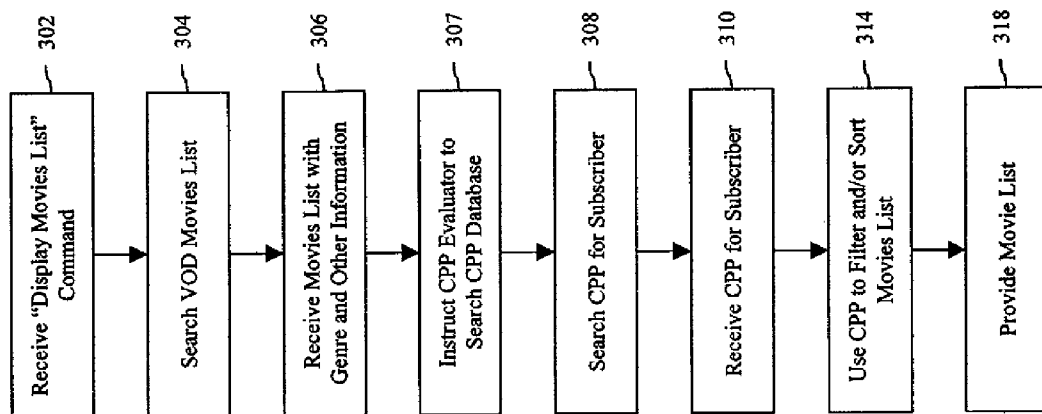 302
Receive "Display Movies List"
Command
304
Search VOD Movies List
306
Receive Movies List with
Genre and Other Information
307
Instruct CPP Evaluator to
Search CPP Database
308
Search CPP for Subscriber
310
Receive CPP for Subscriber
314
Use CPP to Filter and/or Sort
Movies List
318
Provide Movie List